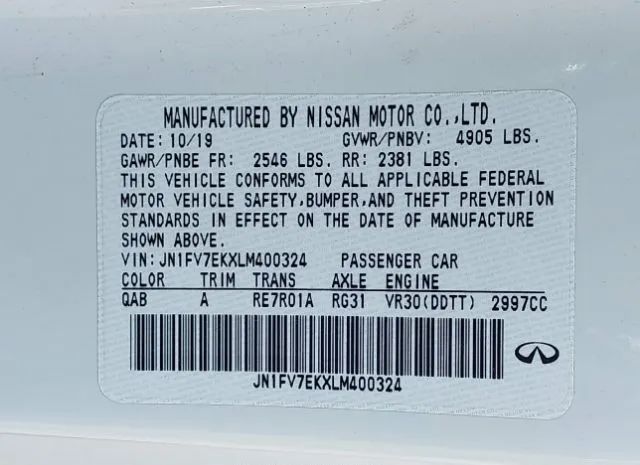 MANUFACTURED BY NISSAN MOTOR CO.,LTD.
DATE: 10/19 GVWR/PNBV: 4905 LBS.
GAWR/PNBE FR: 2546 LBS. RR: 2381 LBS.
THIS VEHICLE CONFORMS TO ALL APPLICABLE FEDERAL
MOTOR VEHICLE SAFETY,BUMPER,AND THEFT PREVENTION
STANDARDS IN EFFECT ON THE DATE OF MANUFACTURE
SHOWN ABOVE.
VIN:JN1FV7EKXLM400324 PASSENGER CAR
COLOR TRIM TRANS AXLE ENGINE
QAB A RE7R01A RG31 VR30(DDTT) 2997CC
JN1FV7EKXLM400324